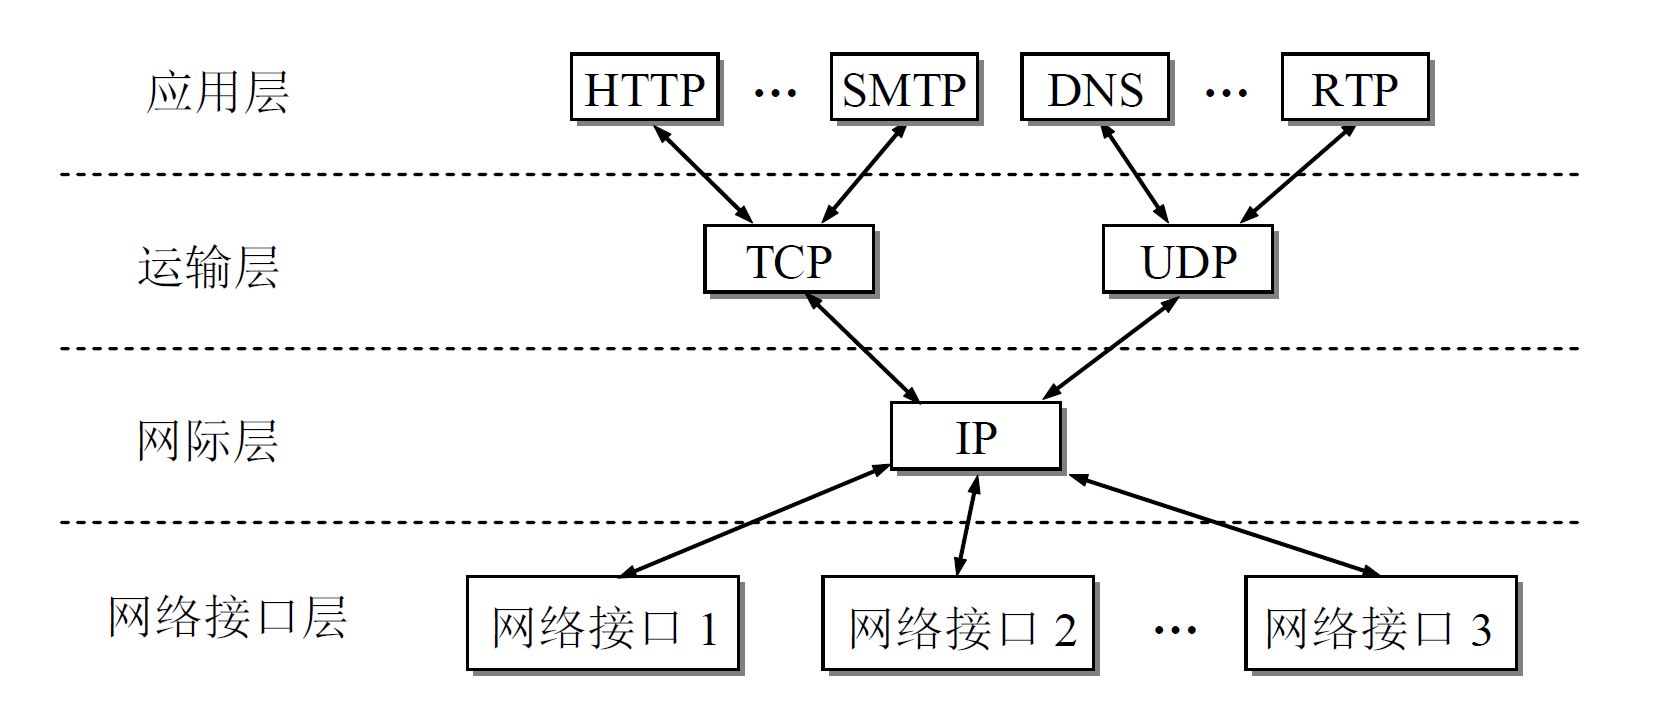 应用层 HTTP … SMTP DNS … RTP
运输层 TCP UDP
网际层 IP
网络接口层 网络接口 1 网络接口 2 … 网络接口 3